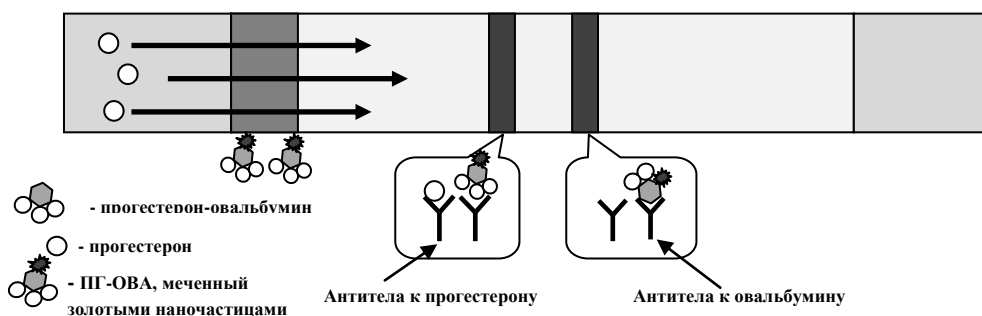 - прогестерон-овальбумин
- прогестерон
- ПГ-ОВА, меченный
золотыми наночастицами
Антитела к прогестерону
Антитела к овальбумину